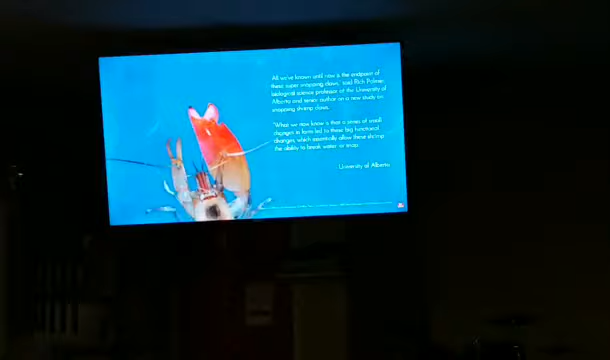 All we've known until now is the endpoint of
these super snapping claws, said Rich Palmer
biological science professor at the University of
Alberta and senior author on a new study on
snapping shrimp claws.
"What we now know is that a series of small
changes in form led to these big functional
changes, which essentially allow these shrimp
the ability to break water or snap
University of Alberta